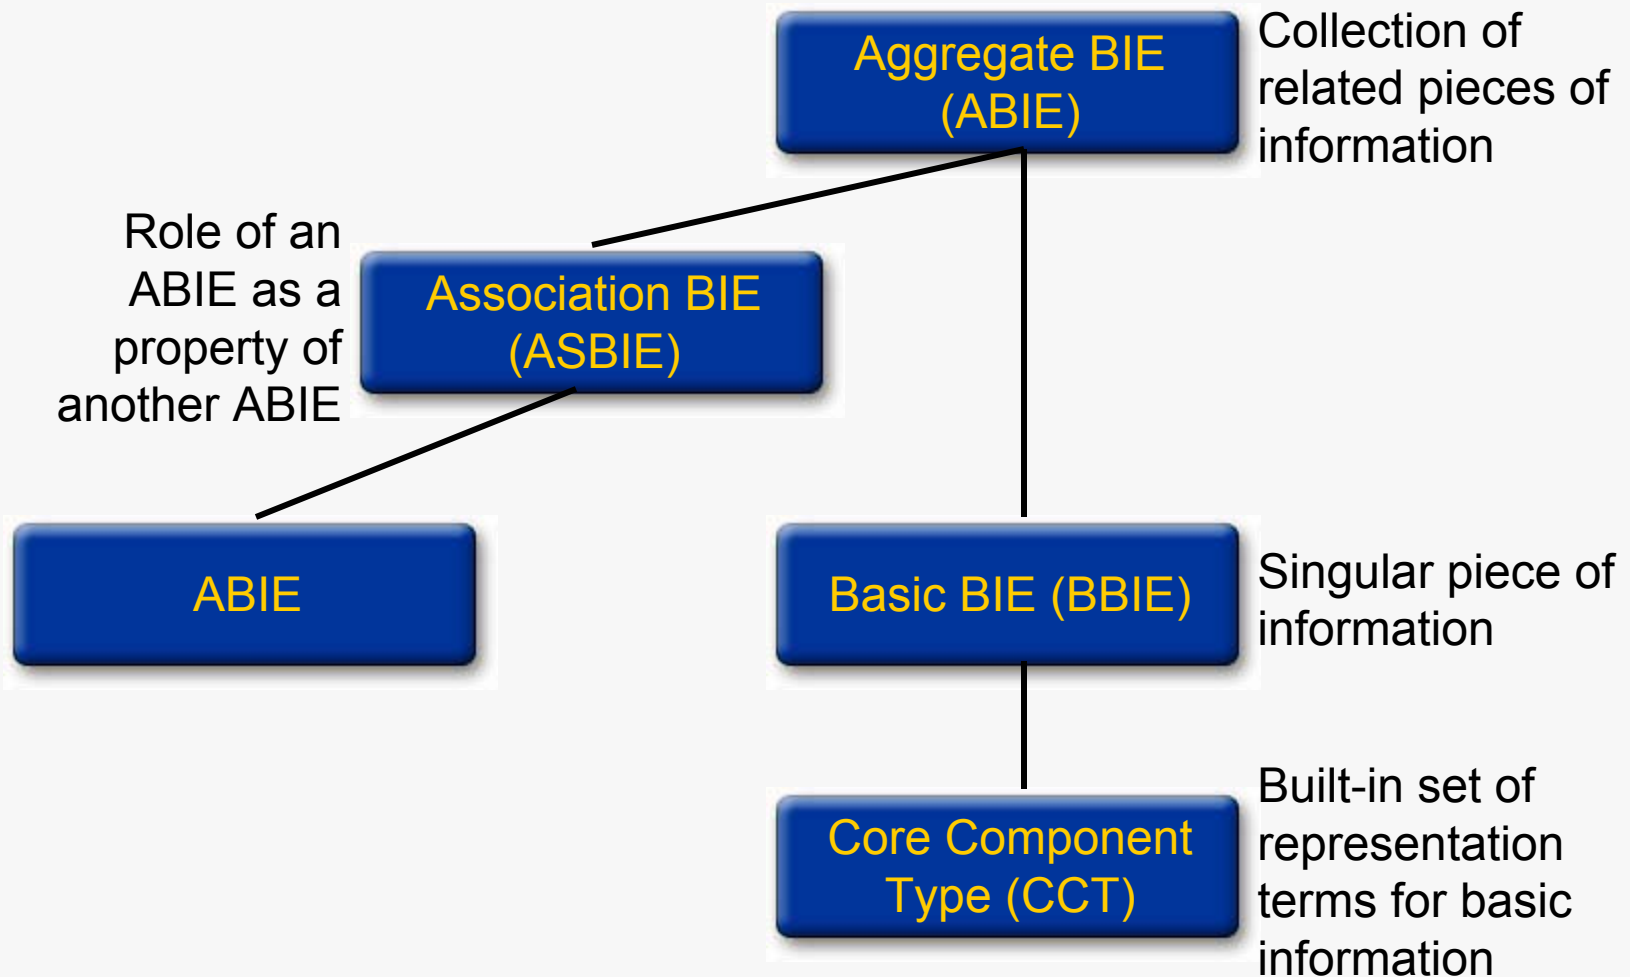 Aggregate BIE
(ABIE)
Collection of
related pieces of
information
Role of an
ABIE as a
property of
another ABIE
Association BIE
(ASBIE)
ABIE
Basic BIE (BBIE)
Singular piece of
information
Core Component
Type (CCT)
Built-in set of
representation
terms for basic
information